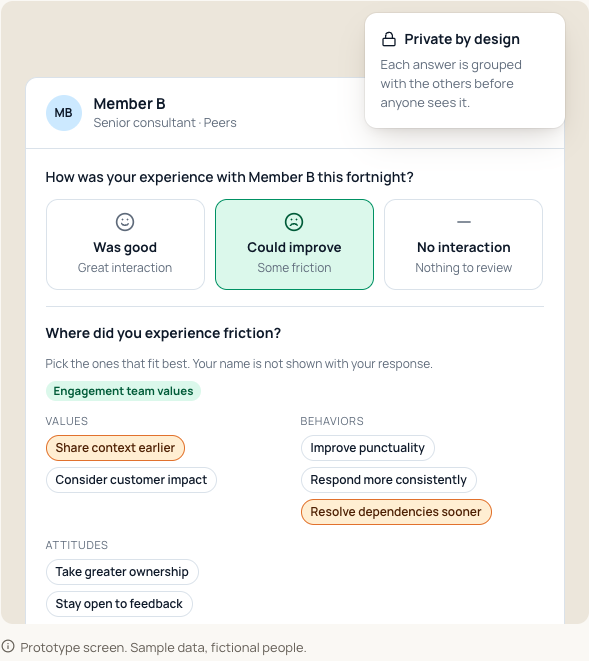 Private by design
Each answer is grouped
with the others before
anyone sees it.
MB
Member B
Senior consultant · Peers
How was your experience with Member B this fortnight?
Was good
Great interaction
Could improve
Some friction
No interaction
Nothing to review
Where did you experience friction?
Pick the ones that fit best. Your name is not shown with your response.
Engagement team values
VALUES
Share context earlier
Consider customer impact
BEHAVIORS
Improve punctuality
Respond more consistently
Resolve dependencies sooner
ATTITUDES
Take greater ownership
Stay open to feedback
Prototype screen. Sample data, fictional people.